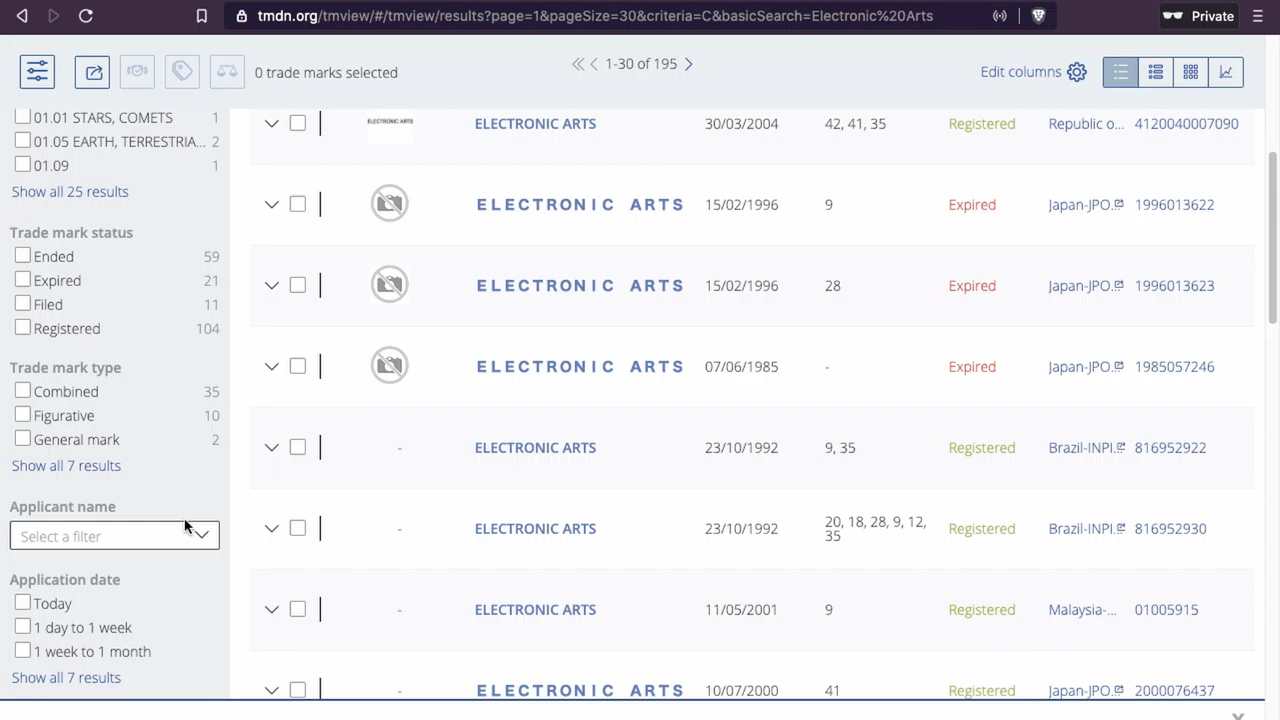 tmdn.org/tmview/#/tmview/results?page=1&pageSize=30&criteria=C&basicSearch=Electronic%20Arts
Private
0 trade marks selected
1-30 of 195
Edit columns
01.01 STARS, COMETS 1
01.05 EARTH, TERRESTRIA... 2
01.09 1
Show all 25 results
Trade mark status
Ended 59
Expired 21
Filed 11
Registered 104
Trade mark type
Combined 35
Figurative 10
General mark 2
Show all 7 results
Applicant name
Select a filter
Application date
Today
1 day to 1 week
1 week to 1 month
Show all 7 results
ELECTRONIC ARTS ELECTRONIC ARTS 30/03/2004 42, 41, 35 Registered Republic o... 4120040007090
ELECTRONIC ARTS 15/02/1996 9 Expired Japan-JPO... 1996013622
ELECTRONIC ARTS 15/02/1996 28 Expired Japan-JPO... 1996013623
ELECTRONIC ARTS 07/06/1985 - Expired Japan-JPO... 1985057246
- ELECTRONIC ARTS 23/10/1992 9, 35 Registered Brazil-INPI... 816952922
- ELECTRONIC ARTS 23/10/1992 20, 18, 28, 9, 12, Registered Brazil-INPI... 816952930
35
- ELECTRONIC ARTS 11/05/2001 9 Registered Malaysia-... 01005915
- ELECTRONIC ARTS 10/07/2000 41 Registered Japan-JPO... 2000076437